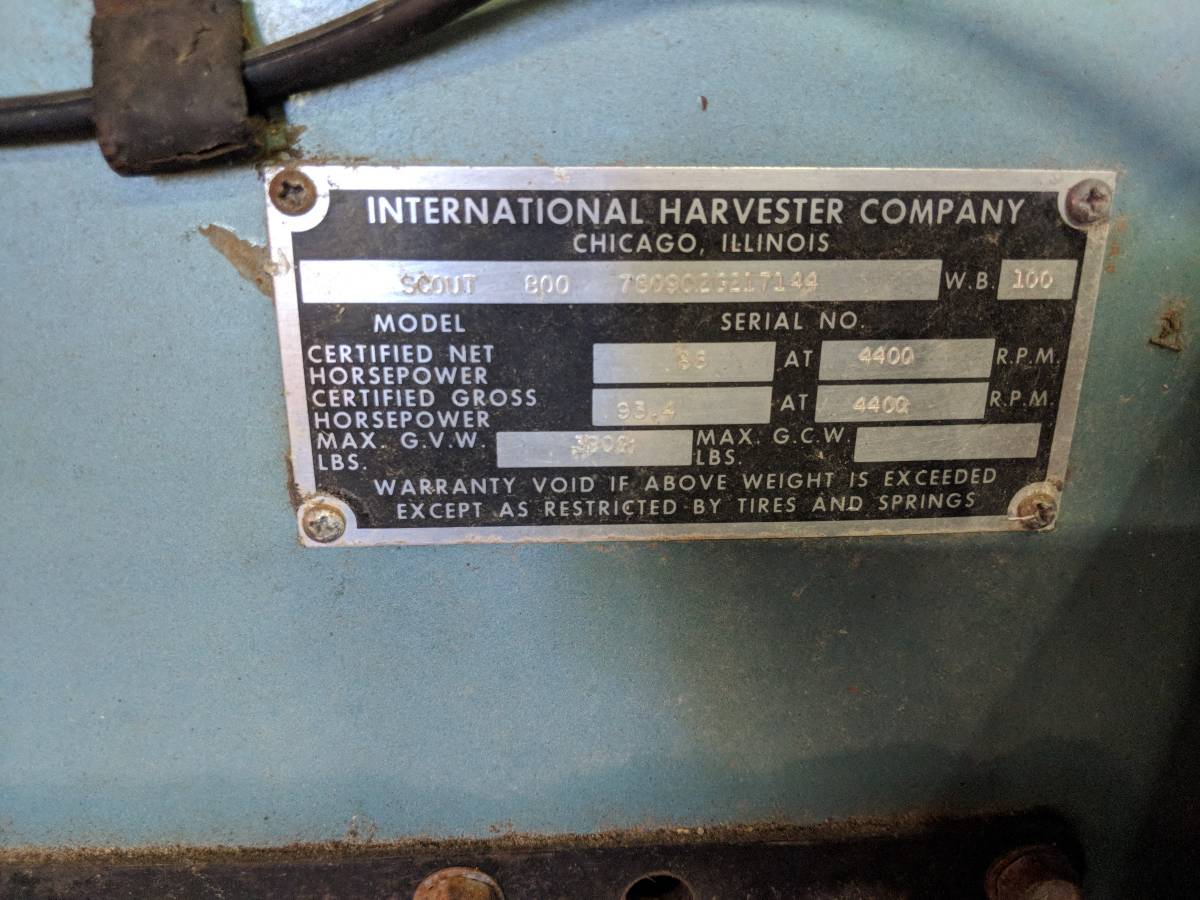 INTERNATIONAL HARVESTER COMPANY
CHICAGO, ILLINOIS
SCOUT 800 W.B. 100
MODEL SERIAL NO.
CERTIFIED NET HORSEPOWER AT 4400 R.P.M.
CERTIFIED GROSS HORSEPOWER 93.4 AT 4400 R.P.M.
MAX. G.V.W. LBS. MAX. G.C.W. LBS.
WARRANTY VOID IF ABOVE WEIGHT IS EXCEEDED
EXCEPT AS RESTRICTED BY TIRES AND SPRINGS